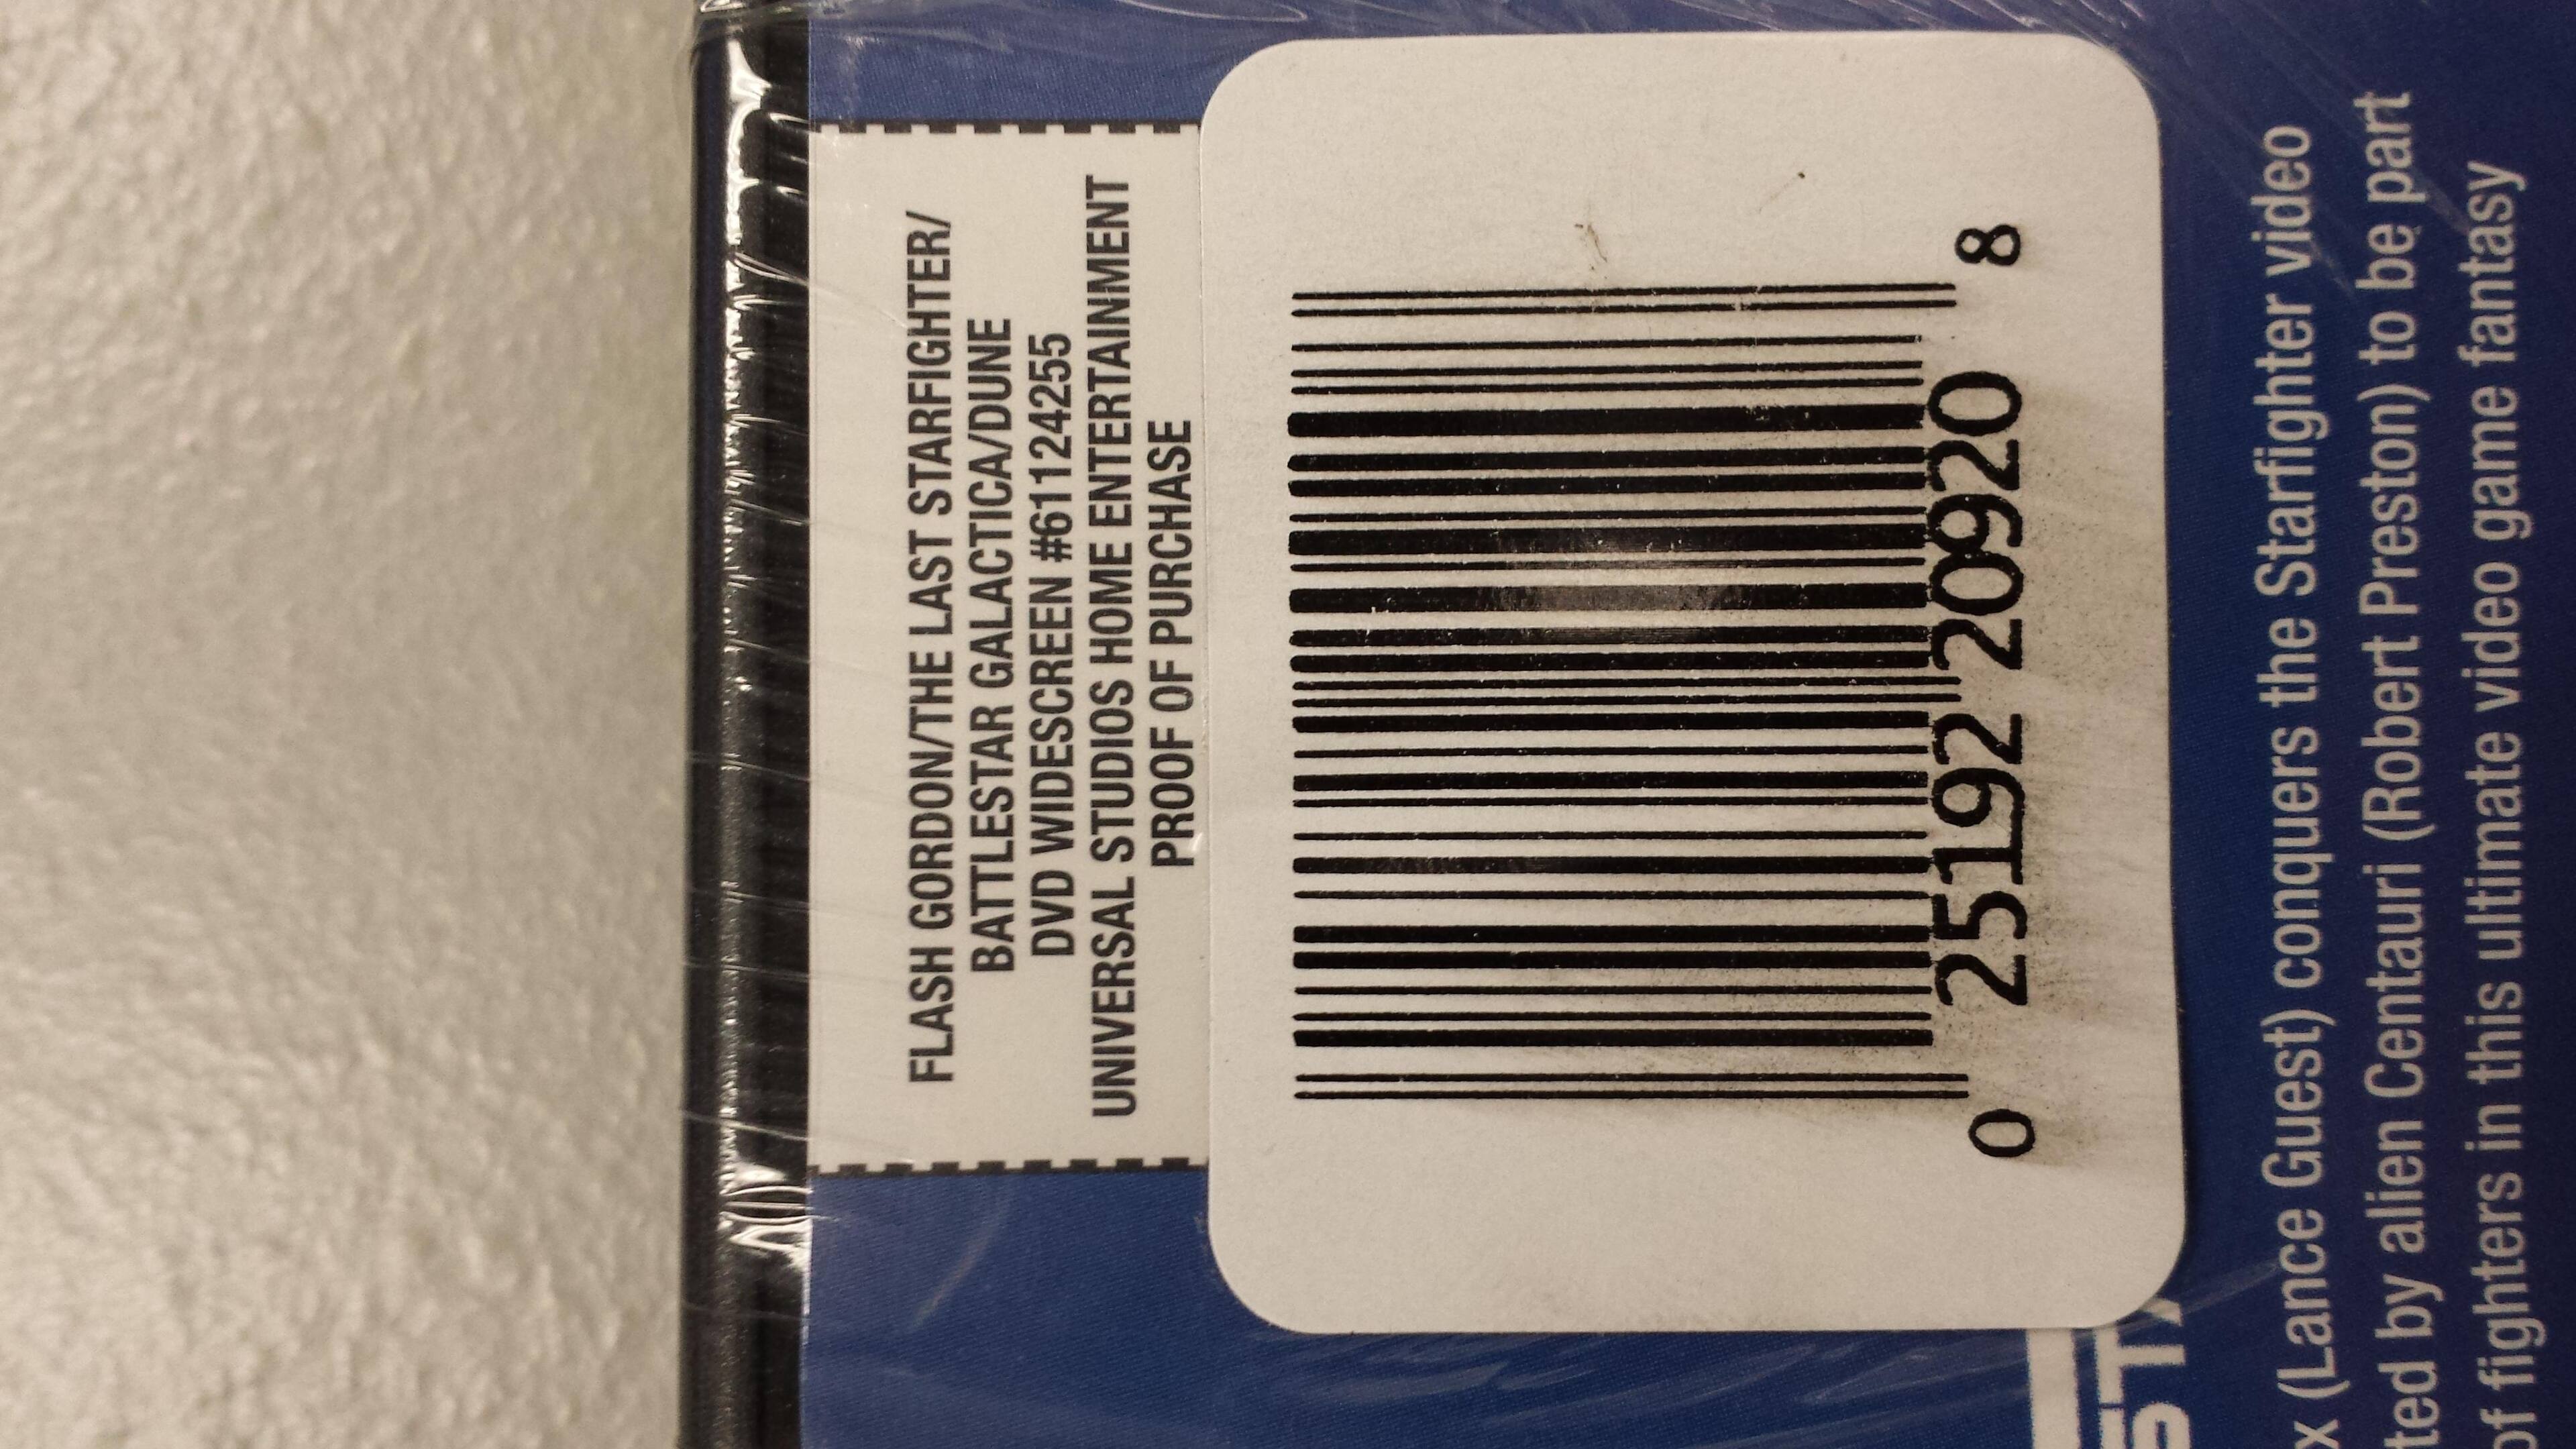 FLASH GORDON/THE LAST STARFIGHTER/
BATTLESTAR GALACTICA/DUNE
DVD WIDESCREEN #61124255
UNIVERSAL STUDIOS HOME ENTERTAINMENT
PROOF OF PURCHASE
0 25192 20920 8
x (Lance Guest) conquers the Starfighter video
ted by alien Centauri (Robert Preston) to be part
of fighters in this ultimate video game fantasy